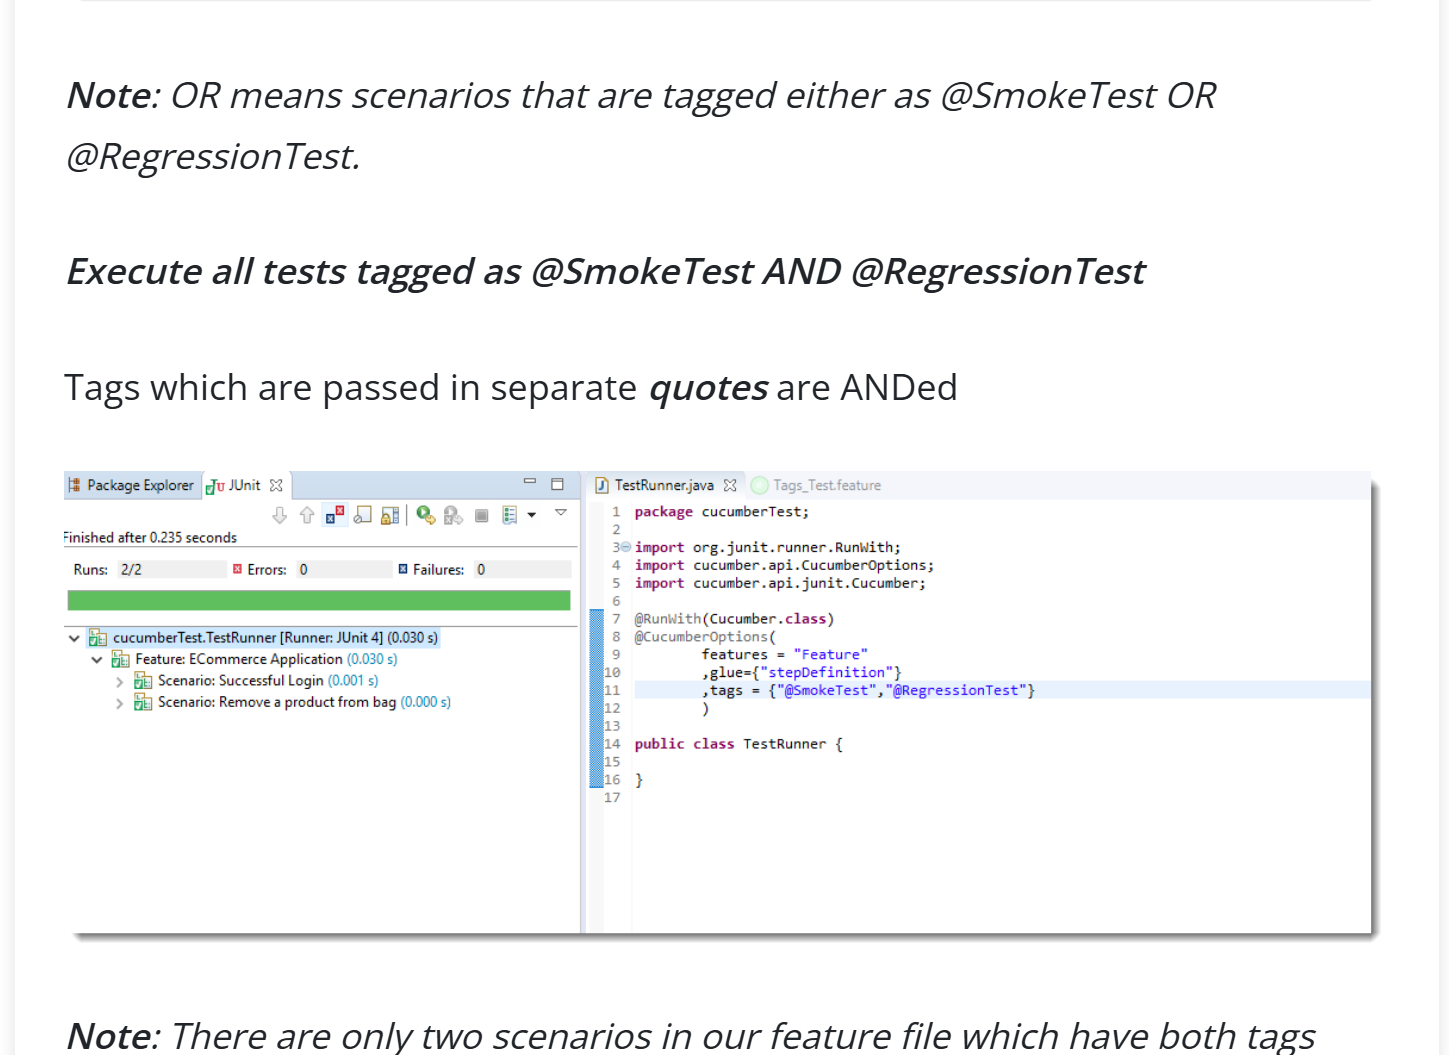 Note: OR means scenarios that are tagged either as @SmokeTest OR
@RegressionTest.
Execute all tests tagged as @SmokeTest AND @RegressionTest
Tags which are passed in separate quotes are ANDed
Package Explorer JUnit
Finished after 0.235 seconds
Runs: 2/2 Errors: 0 Failures: 0
cucumberTest.TestRunner [Runner: JUnit 4] (0.030 s)
Feature: ECommerce Application (0.030 s)
Scenario: Successful Login (0.001 s)
Scenario: Remove a product from bag (0.000 s)
TestRunner.java Tags_Test.feature
1 package cucumberTest;
2
3 import org.junit.runner.RunWith;
4 import cucumber.api.CucumberOptions;
5 import cucumber.api.junit.Cucumber;
6
7 @RunWith(Cucumber.class)
8 @CucumberOptions(
9 features = "Feature"
10 ,glue={"stepDefinition"}
11 ,tags = {"@SmokeTest","@RegressionTest"}
12 )
13
14 public class TestRunner {
15
16 }
17
Note: There are only two scenarios in our feature file which have both tags